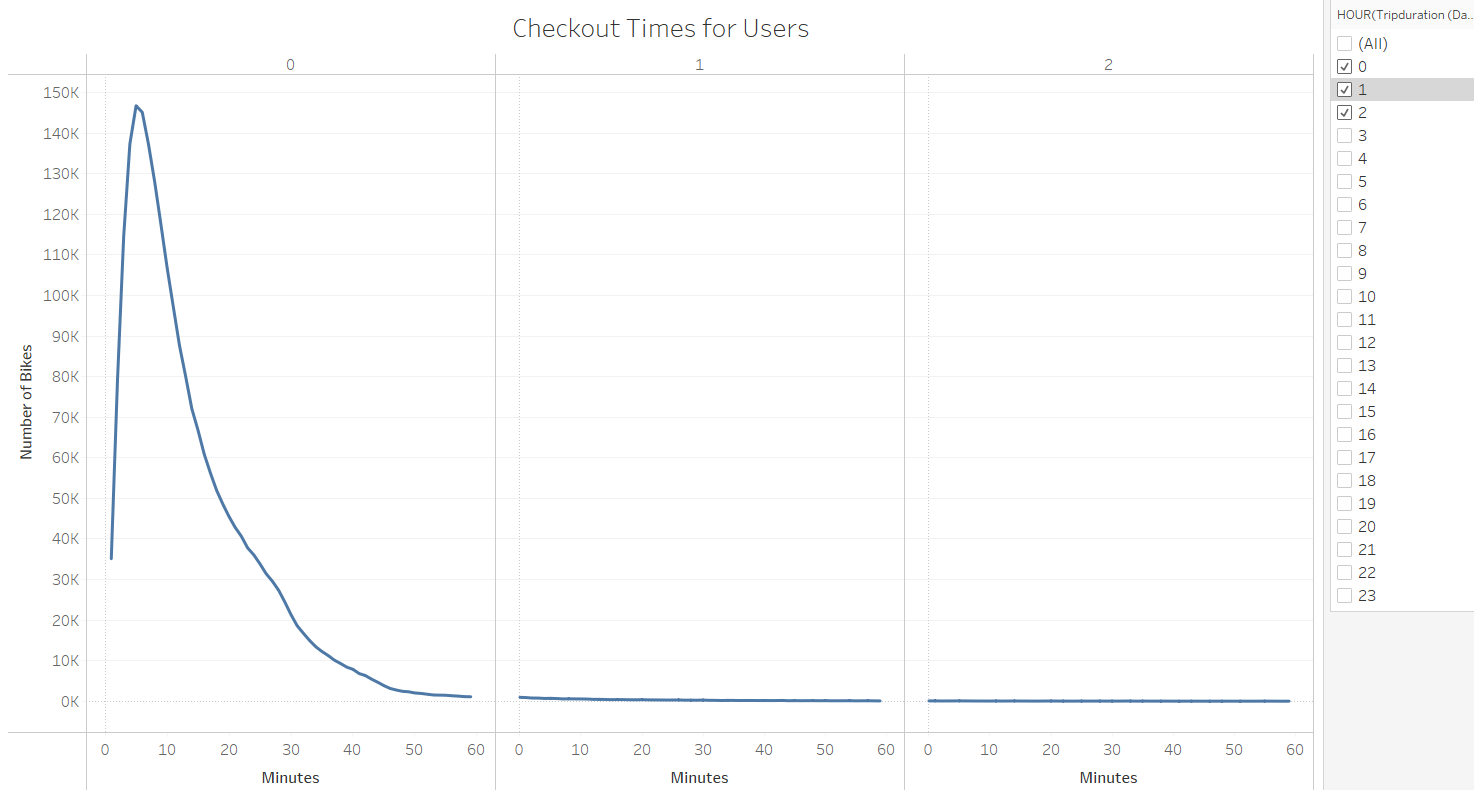 Checkout Times for Users
0 1 2
150K
140K
130K
120K
110K
100K
90K
80K
70K
60K
50K
40K
30K
20K
10K
0K
Number of Bikes
0 10 20 30 40 50 60 0 10 20 30 40 50 60 0 10 20 30 40 50 60
Minutes Minutes Minutes
HOUR(Tripduration (Da..
(All)
0
1
2
3
4
5
6
7
8
9
10
11
12
13
14
15
16
17
18
19
20
21
22
23